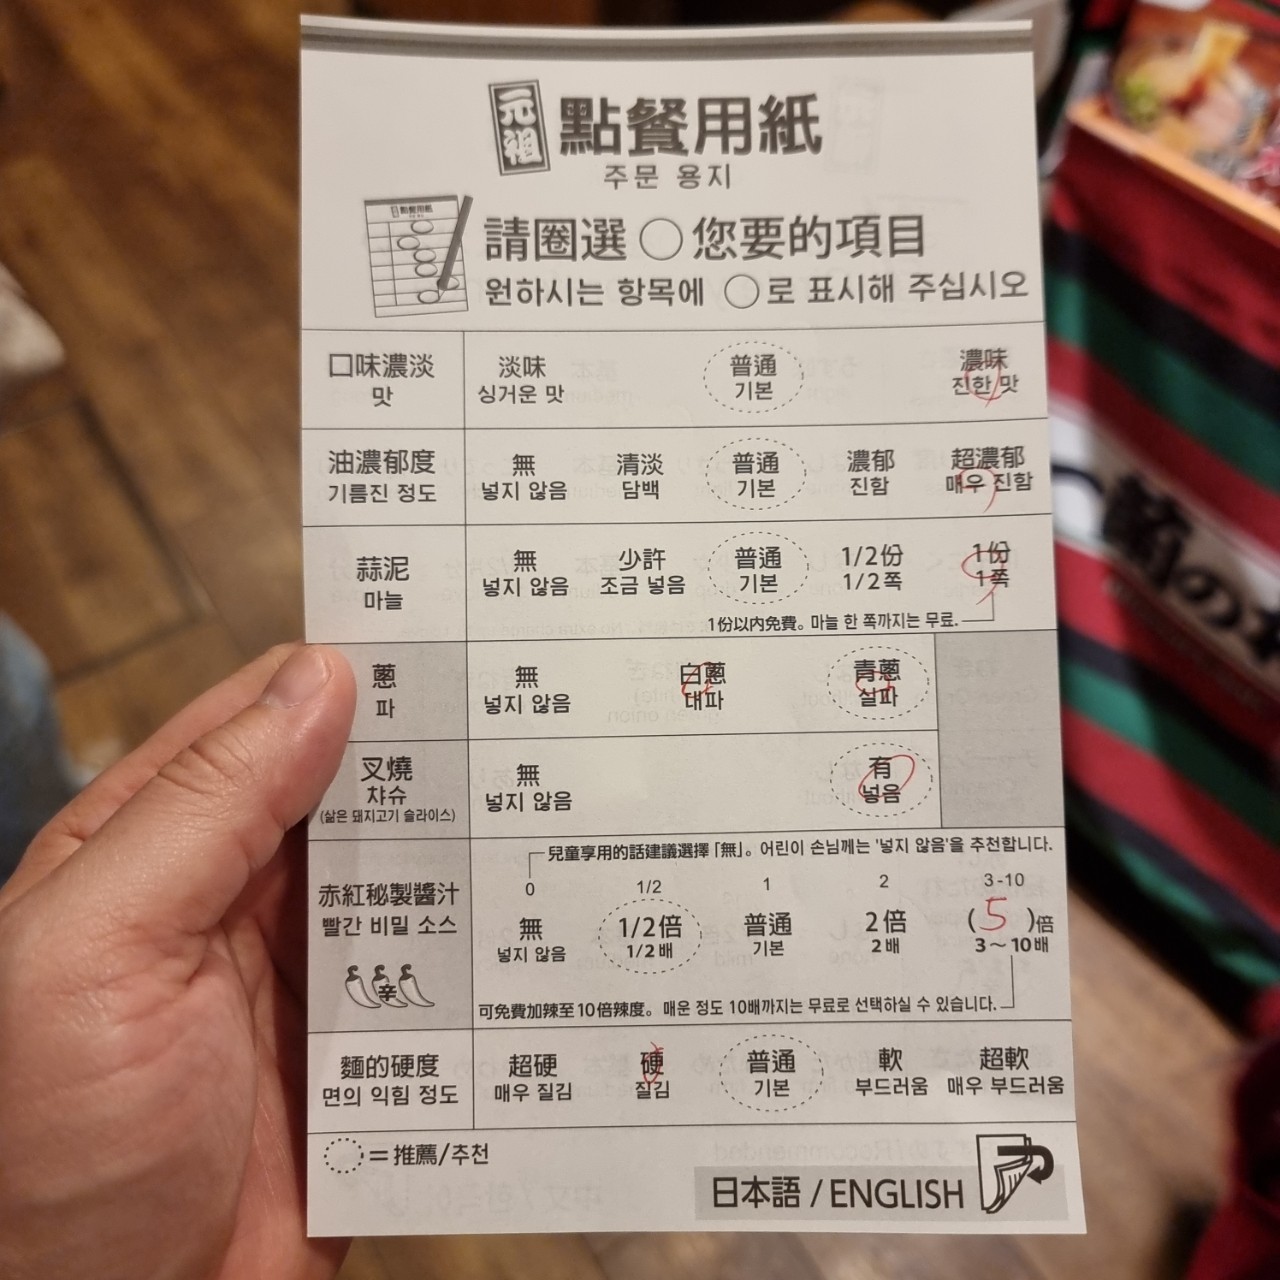 元祖 點餐用紙
주문 용지
點餐用紙
請圈選 ○ 您要的項目
원하시는 항목에 ○로 표시해 주십시오
口味濃淡 淡味 普通 濃味
맛 싱거운 맛 기본 진한 맛
油濃郁度 無 清淡 普通 濃郁 超濃郁
기름진 정도 넣지 않음 담백 기본 진함 매우 진함
蒜泥 無 少許 普通 1/2份 1份
마늘 넣지 않음 조금 넣음 기본 1/2쪽 1쪽
1份以內免費。마늘 한 쪽까지는 무료.
蔥 無 白蔥 青蔥
파 넣지 않음 대파 실파
叉燒 無 有
챠슈 넣지 않음 넣음
(삶은 돼지고기 슬라이스)
兒童享用的話建議選擇「無」。어린이 손님께는 '넣지 않음'을 추천합니다.
0 1/2 1 2 3-10
赤紅秘製醬汁 無 1/2倍 普通 2倍 ( 5 )倍
빨간 비밀 소스 넣지 않음 1/2배 기본 2배 3～10배
辛
可免費加辣至10倍辣度。매운 정도 10배까지는 무료로 선택하실 수 있습니다.
麵的硬度 超硬 硬 普通 軟 超軟
면의 익힘 정도 매우 질김 질김 기본 부드러움 매우 부드러움
=推薦/추천
日本語 / ENGLISH
蘭の